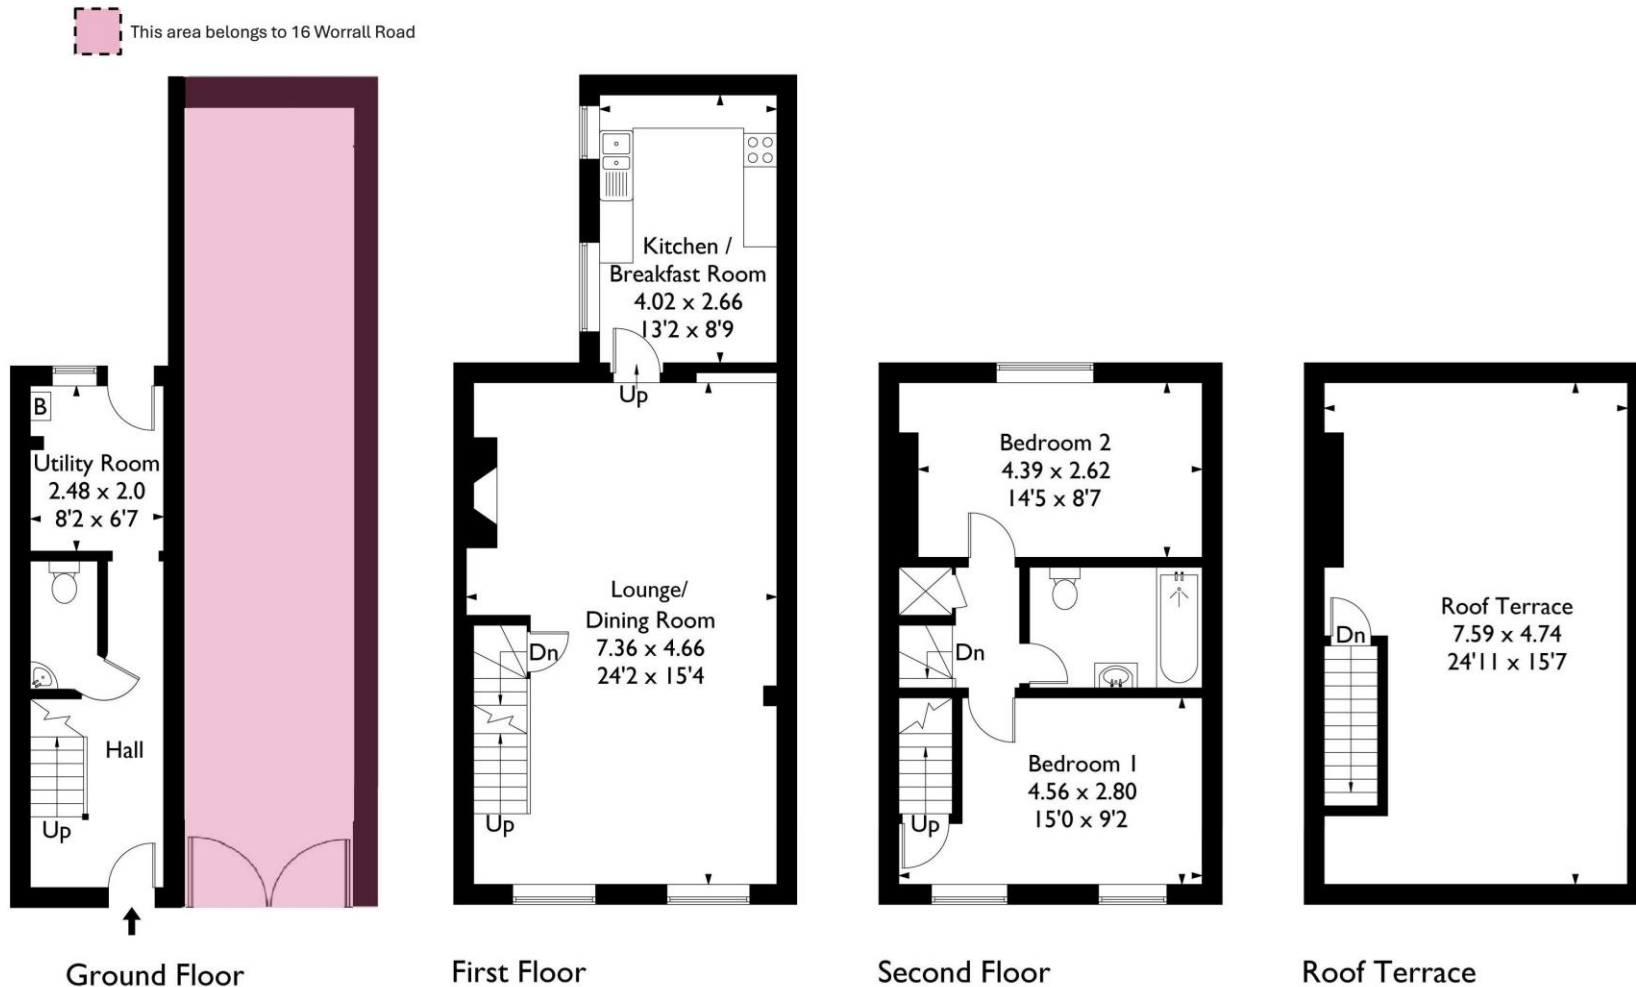 This area belongs to 16 Worrall Road
B
Utility Room
2.48 x 2.0
8'2 x 6'7
Hall
Up
Ground Floor
Kitchen /
Breakfast Room
4.02 x 2.66
13'2 x 8'9
Up
Lounge/
Dining Room
7.36 x 4.66
24'2 x 15'4
Dn
Up
First Floor
Bedroom 2
4.39 x 2.62
14'5 x 8'7
Dn
Bedroom 1
4.56 x 2.80
15'0 x 9'2
Up
Second Floor
Roof Terrace
7.59 x 4.74
24'11 x 15'7
Dn
Roof Terrace